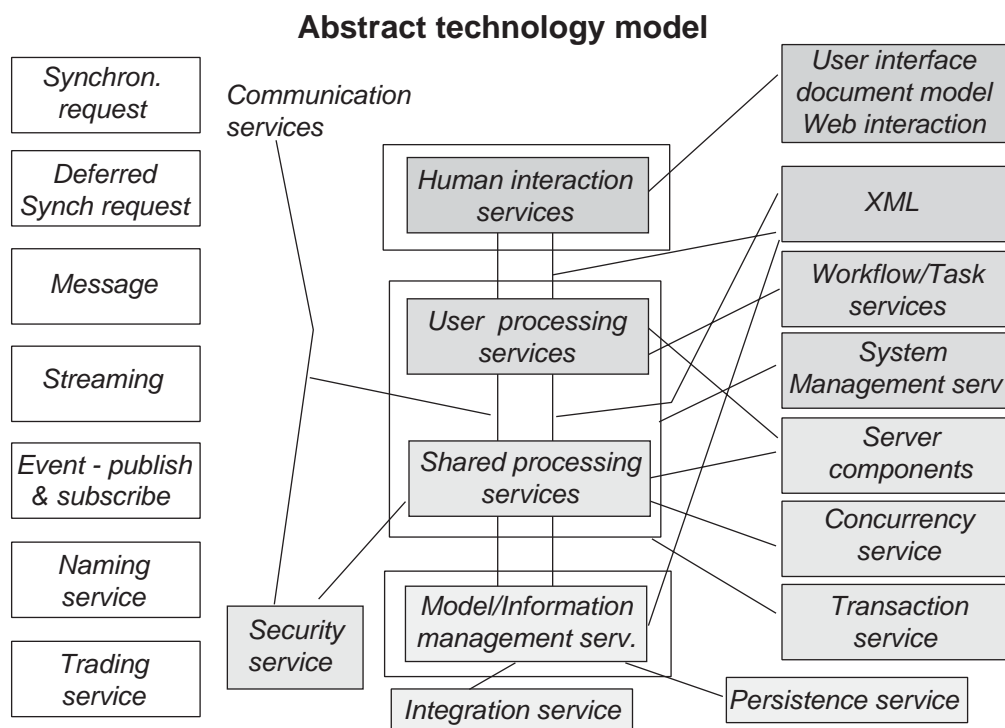 Abstract technology model
Synchron.
request
Deferred
Synch request
Message
Streaming
Event - publish
& subscribe
Naming
service
Trading
service
Communication
services
Security
service
Human interaction
services
User processing
services
Shared processing
services
Model/Information
management serv.
Integration service
Persistence service
User interface
document model
Web interaction
XML
Workflow/Task
services
System
Management serv
Server
components
Concurrency
service
Transaction
service